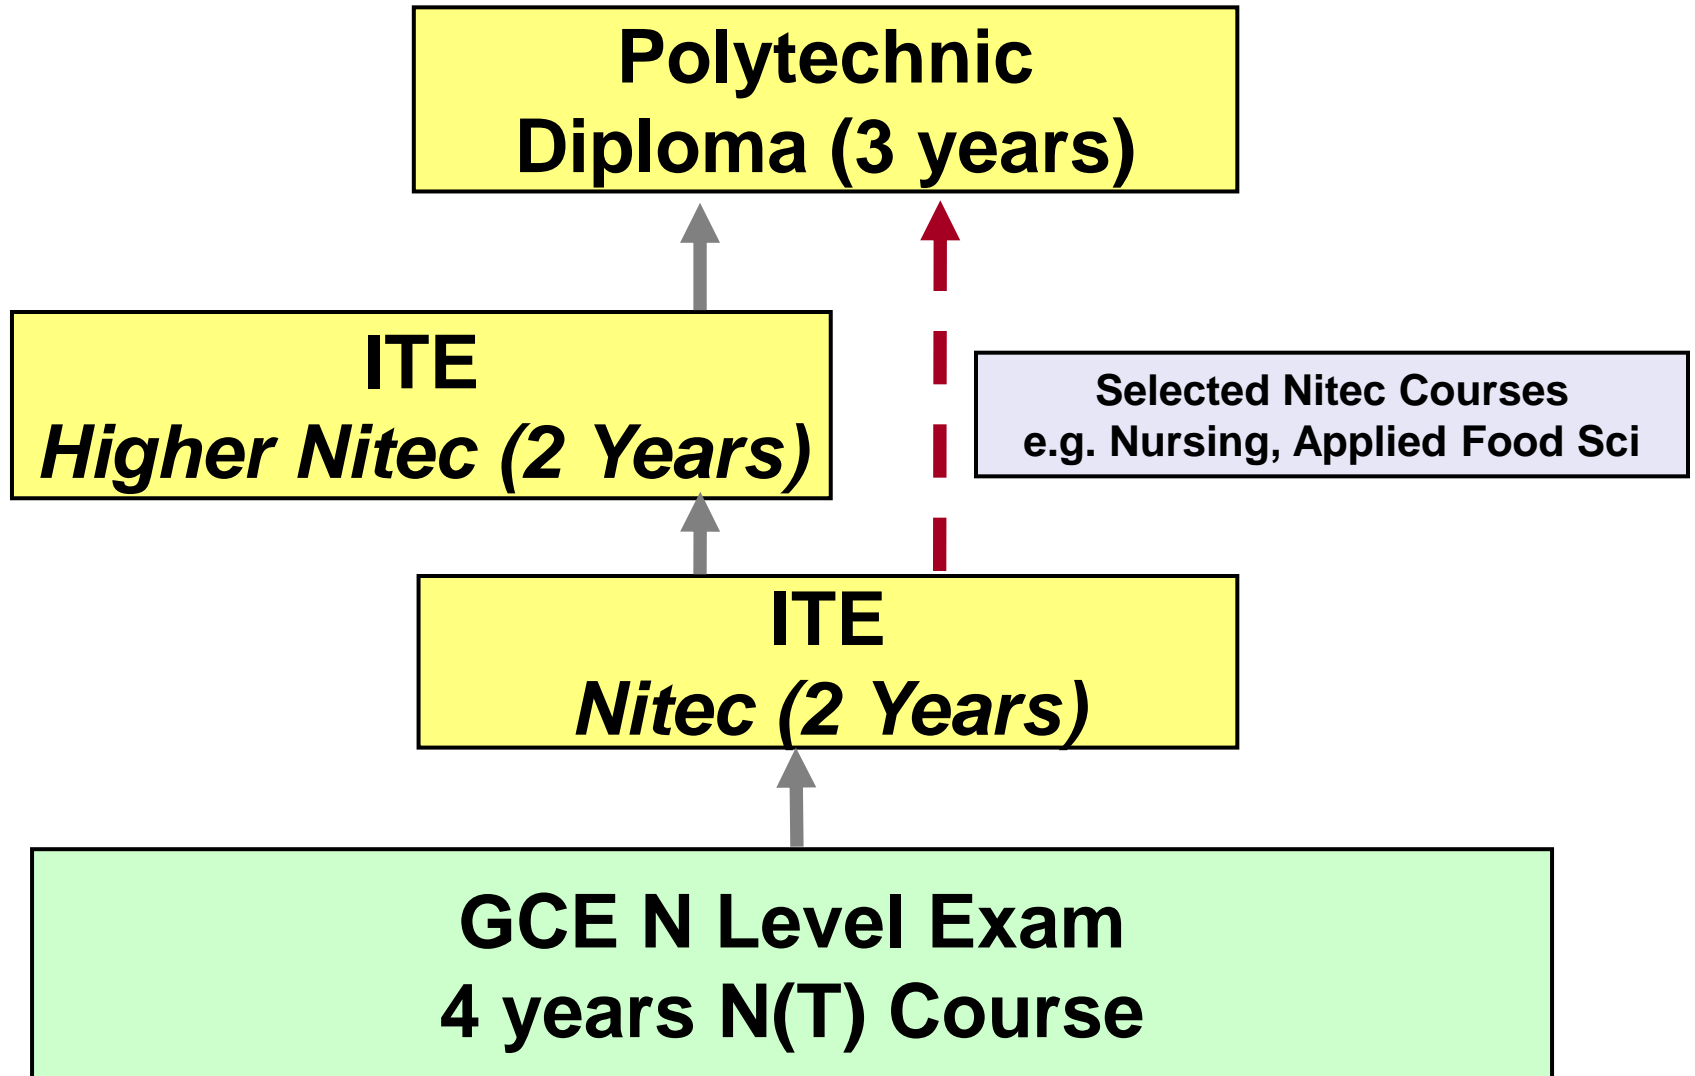 Polytechnic
Diploma (3 years)
ITE
Higher Nitec (2 Years)
Selected Nitec Courses
e.g. Nursing, Applied Food Sci
ITE
Nitec (2 Years)
GCE N Level Exam
4 years N(T) Course